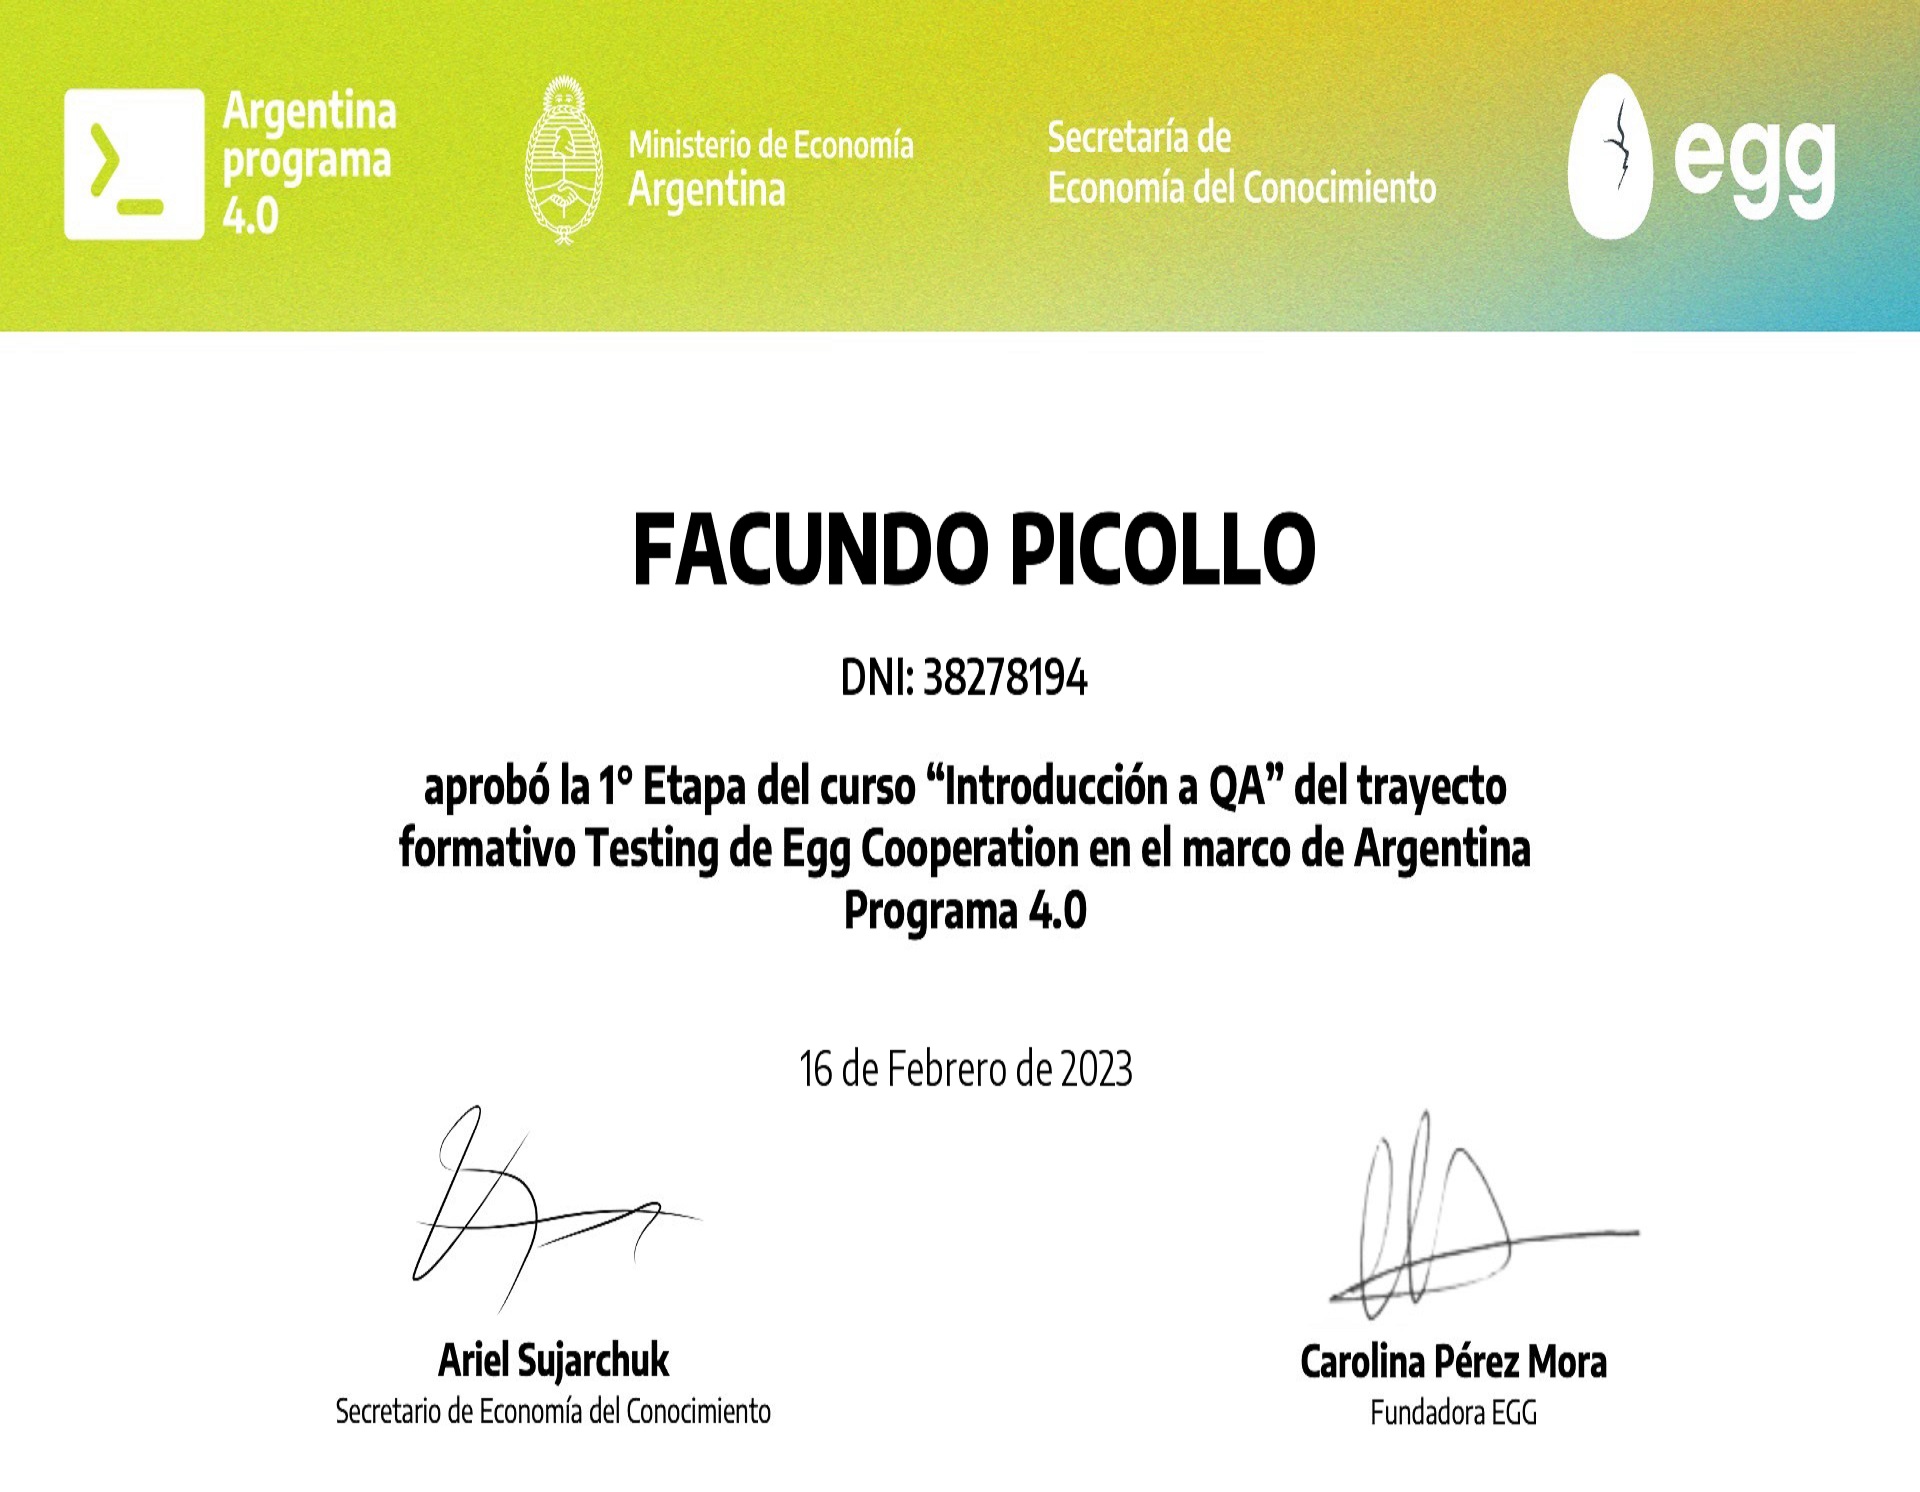 Argentina
programa
4.0
Ministerio de Economía
Argentina
Secretaría de
Economía del Conocimiento
egg
FACUNDO PICOLLO
DNI: 38278194
aprobó la 1° Etapa del curso “Introducción a QA” del trayecto
formativo Testing de Egg Cooperation en el marco de Argentina
Programa 4.0
16 de Febrero de 2023
Ariel Sujarchuk
Secretario de Economía del Conocimiento
Carolina Pérez Mora
Fundadora EGG